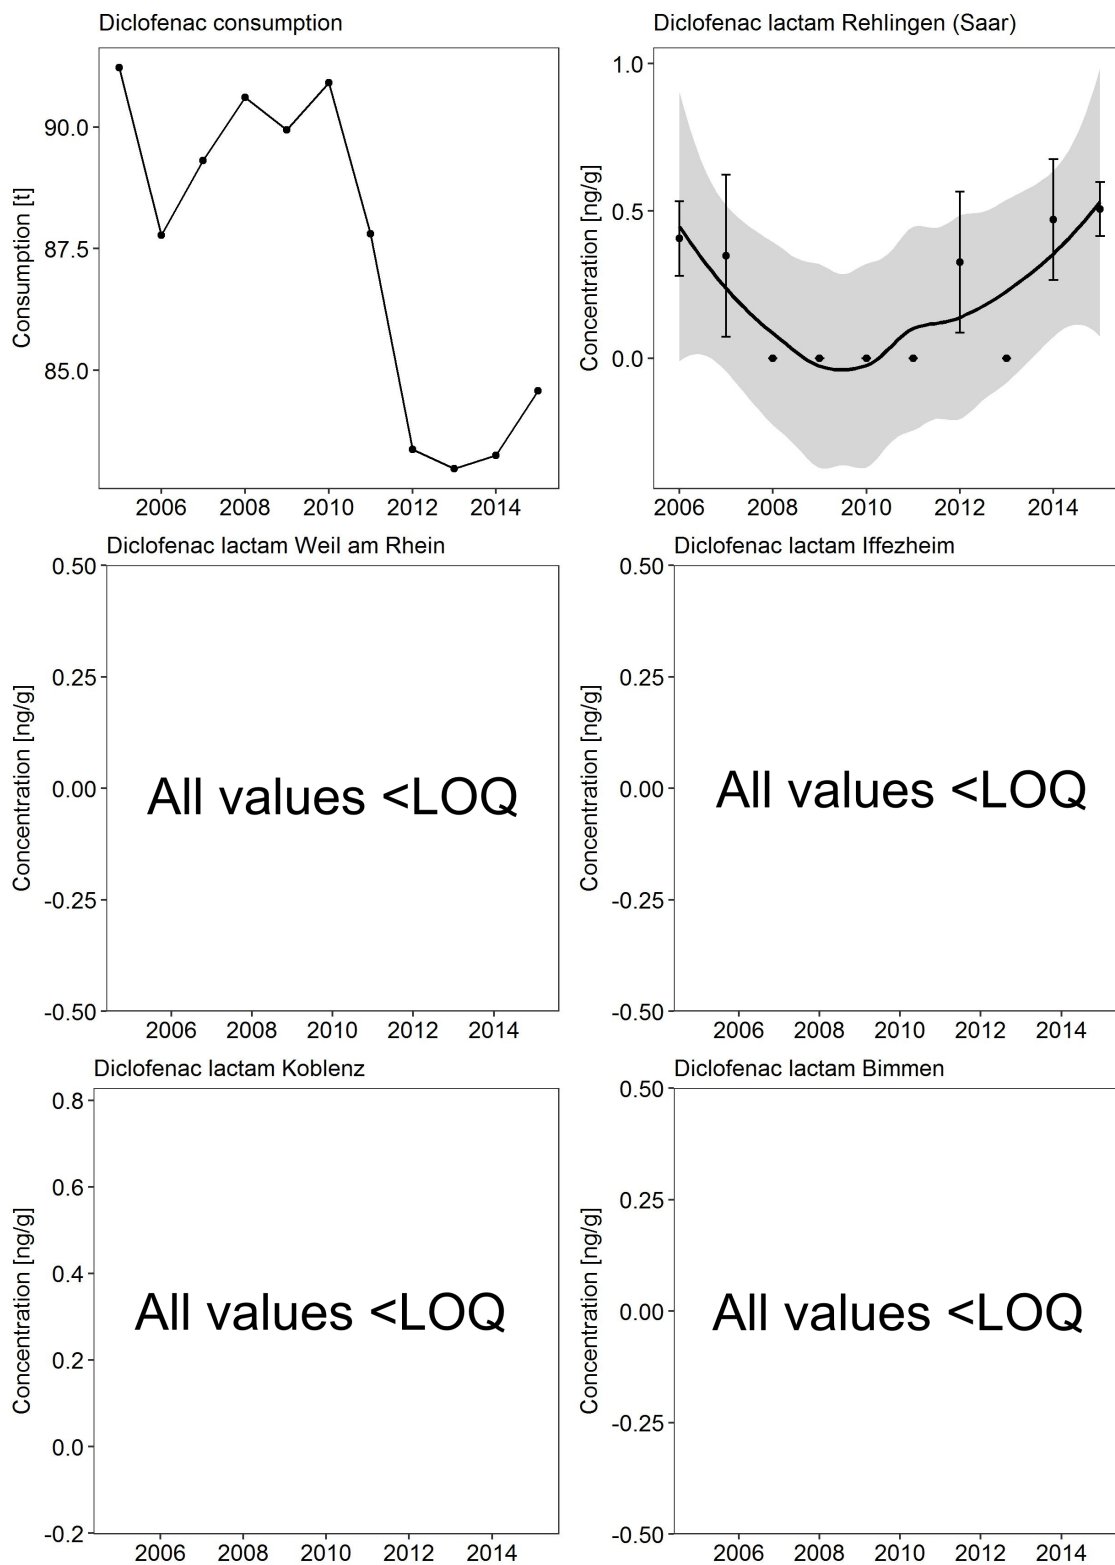 Diclofenac consumption
Consumption [t]
90.0
87.5
85.0
2006 2008 2010 2012 2014
Diclofenac lactam Rehlingen (Saar)
Concentration [ng/g]
1.0
0.5
0.0
2006 2008 2010 2012 2014
Diclofenac lactam Weil am Rhein
Concentration [ng/g]
0.50
0.25
0.00
-0.25
-0.50
All values <LOQ
2006 2008 2010 2012 2014
Diclofenac lactam Iffezheim
Concentration [ng/g]
0.50
0.25
0.00
-0.25
-0.50
All values <LOQ
2006 2008 2010 2012 2014
Diclofenac lactam Koblenz
Concentration [ng/g]
0.8
0.6
0.4
0.2
0.0
-0.2
All values <LOQ
2006 2008 2010 2012 2014
Diclofenac lactam Bimmen
Concentration [ng/g]
0.50
0.25
0.00
-0.25
-0.50
All values <LOQ
2006 2008 2010 2012 2014